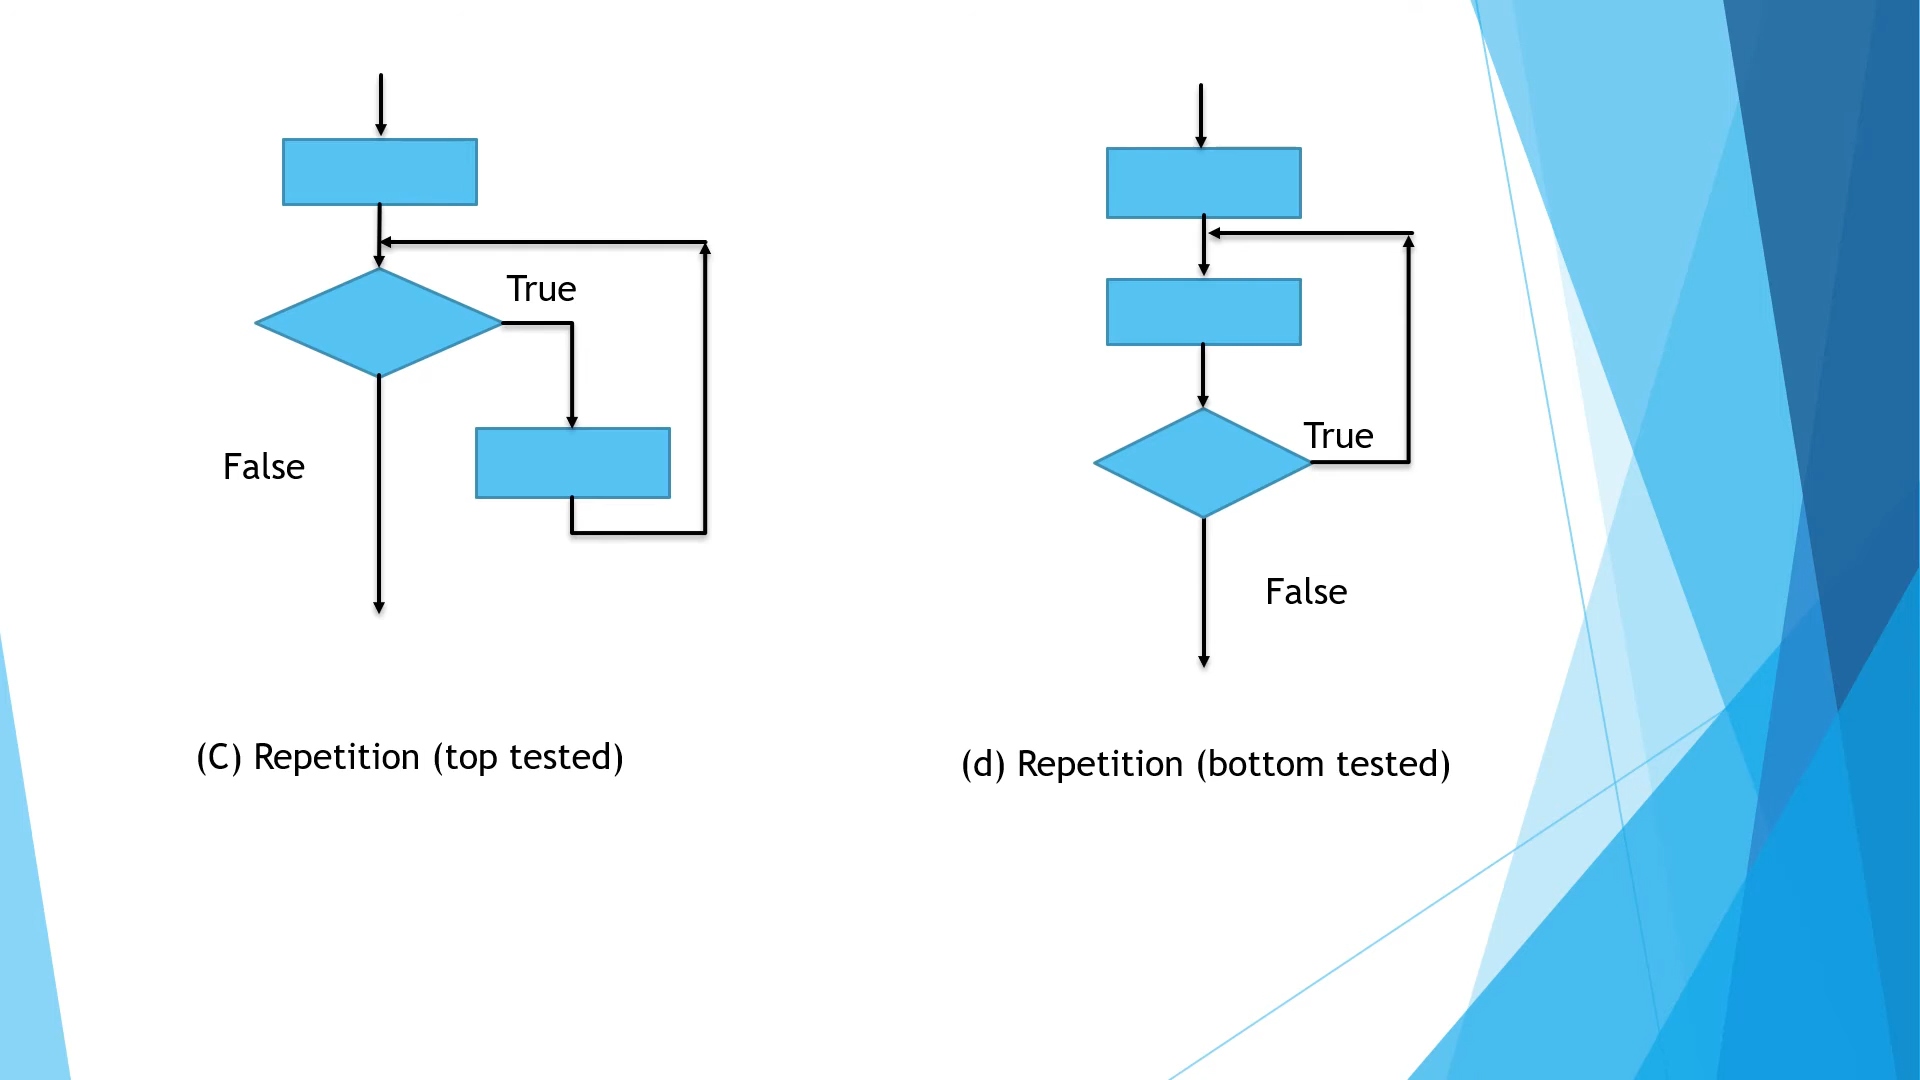 True
False
(C) Repetition (top tested)
True
False
(d) Repetition (bottom tested)